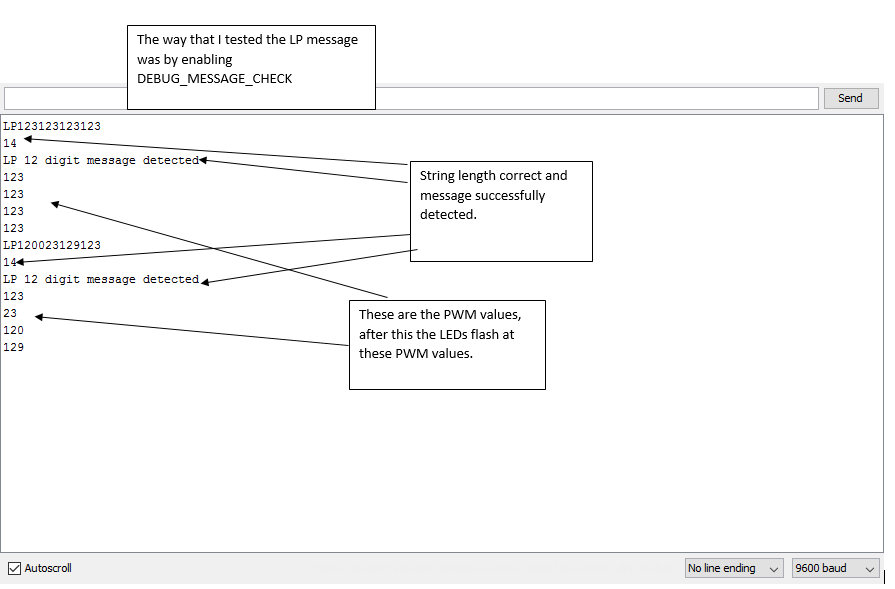 The way that I tested the LP message
was by enabling
DEBUG_MESSAGE_CHECK
Send
LP123123123123
14
LP 12 digit message detected
123
123
123
123
LP120023129123
14
LP 12 digit message detected
123
23
120
129
String length correct and
message successfully
detected.
These are the PWM values,
after this the LEDs flash at
these PWM values.
Autoscroll
No line ending
9600 baud